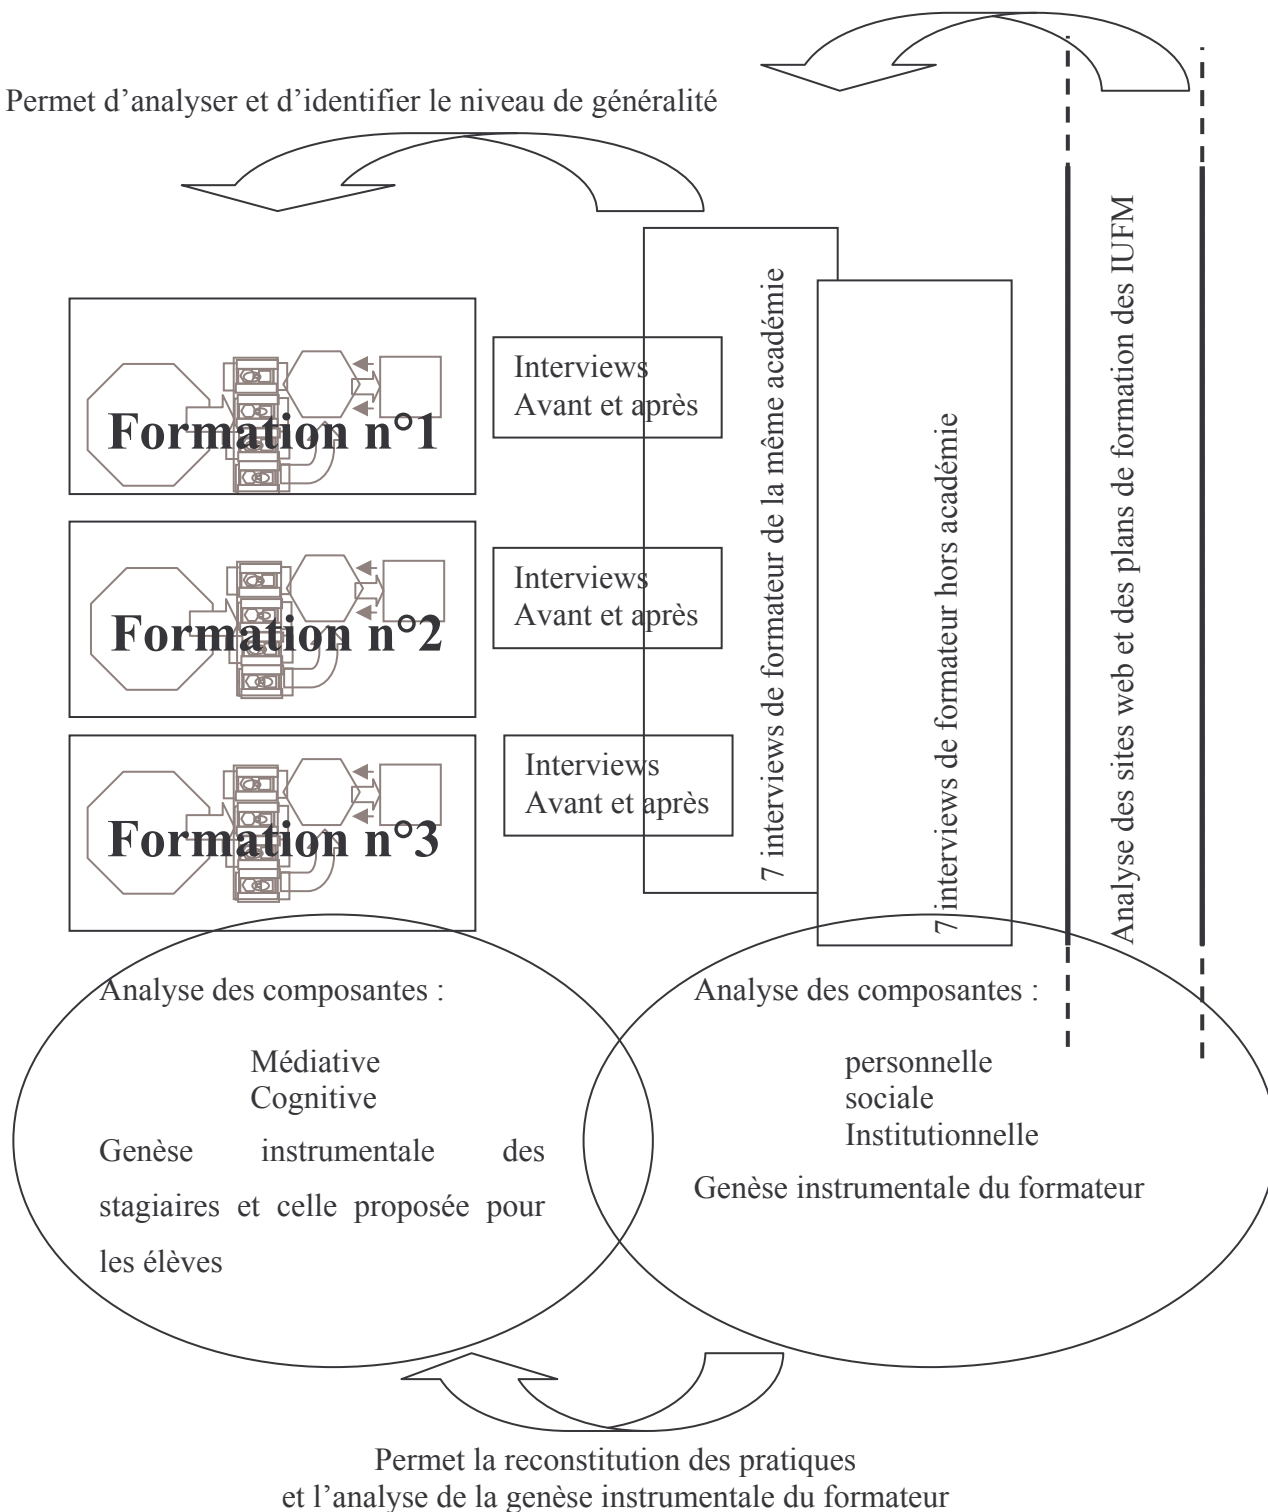 Permet d’analyser et d’identifier le niveau de généralité
Formation n°1
Interviews
Avant et après
Formation n°2
Interviews
Avant et après
Formation n°3
Interviews
Avant et après
7 interviews de formateur de la même académie
7 interviews de formateur hors académie
Analyse des sites web et des plans de formation des IUFM
Analyse des composantes :
Médiative
Cognitive
Genèse instrumentale des
stagiaires et celle proposée pour
les élèves
Analyse des composantes :
personnelle
sociale
Institutionnelle
Genèse instrumentale du formateur
Permet la reconstitution des pratiques
et l’analyse de la genèse instrumentale du formateur